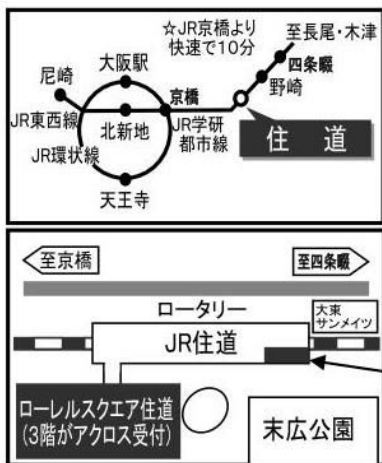 ☆JR京橋より
快速で10分
至長尾・木津
四条畷
野崎
大阪駅
尼崎
京橋
JR東西線
北新地
JR学研
都市線
住道
JR環状線
天王寺
至京橋
至四条畷
ロータリー
大東
サンメイツ
JR住道
ローレルスクエア住道
(3階がアクロス受付)
末広公園